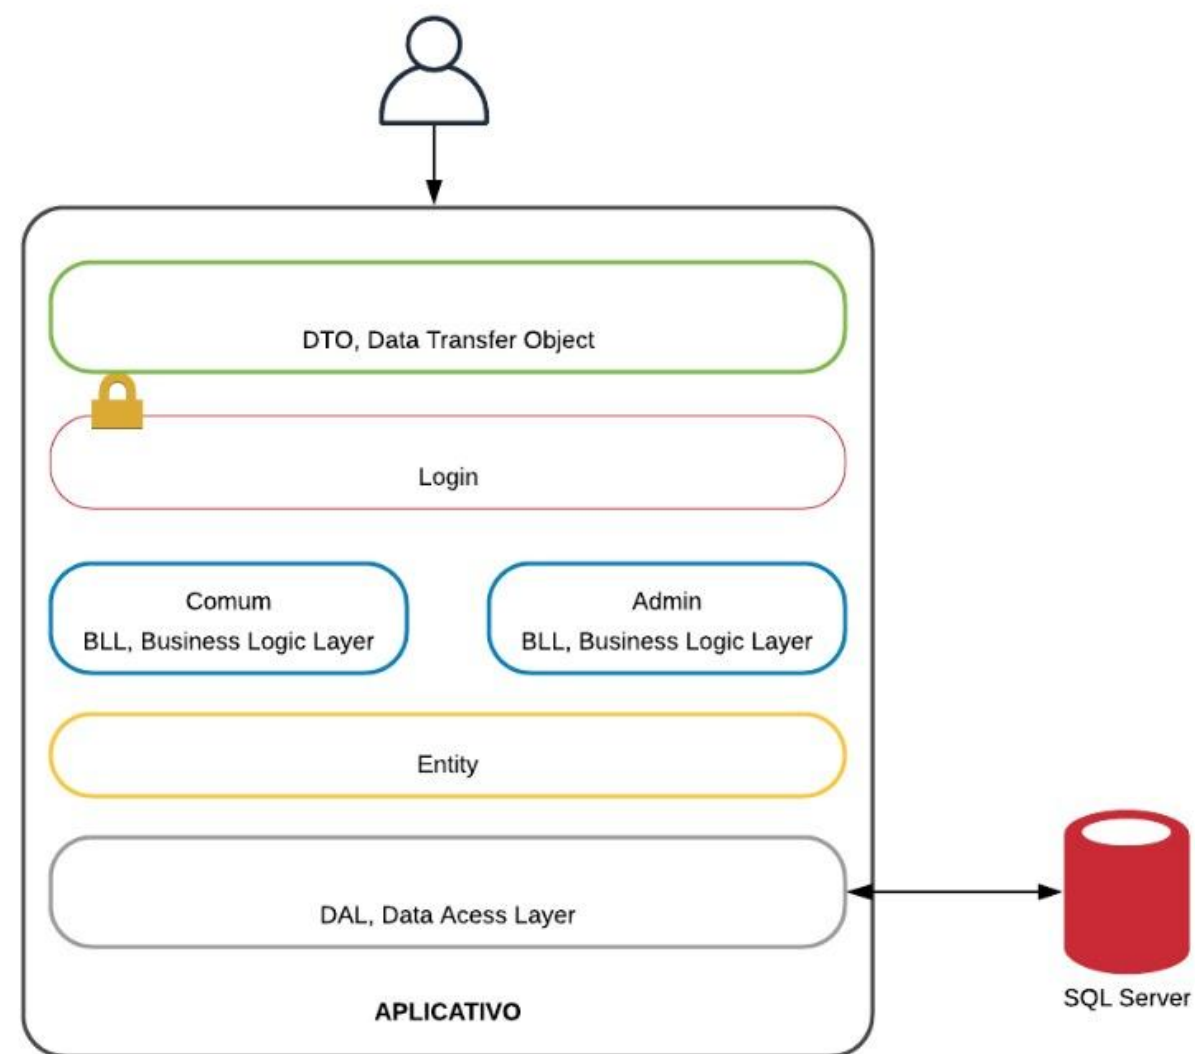 DTO, Data Transfer Object
Login
Comum
BLL, Business Logic Layer
Admin
BLL, Business Logic Layer
Entity
DAL, Data Acess Layer
APLICATIVO
SQL Server